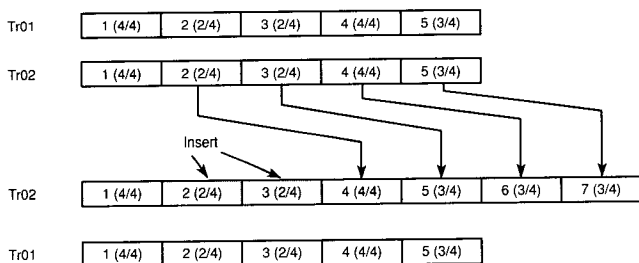 Tr01 1 (4/4) 2 (2/4) 3 (2/4) 4 (4/4) 5 (3/4)
Tr02 1 (4/4) 2 (2/4) 3 (2/4) 4 (4/4) 5 (3/4)
Insert
Tr02 1 (4/4) 2 (2/4) 3 (2/4) 4 (4/4) 5 (3/4) 6 (3/4) 7 (3/4)
Tr01 1 (4/4) 2 (2/4) 3 (2/4) 4 (4/4) 5 (3/4)